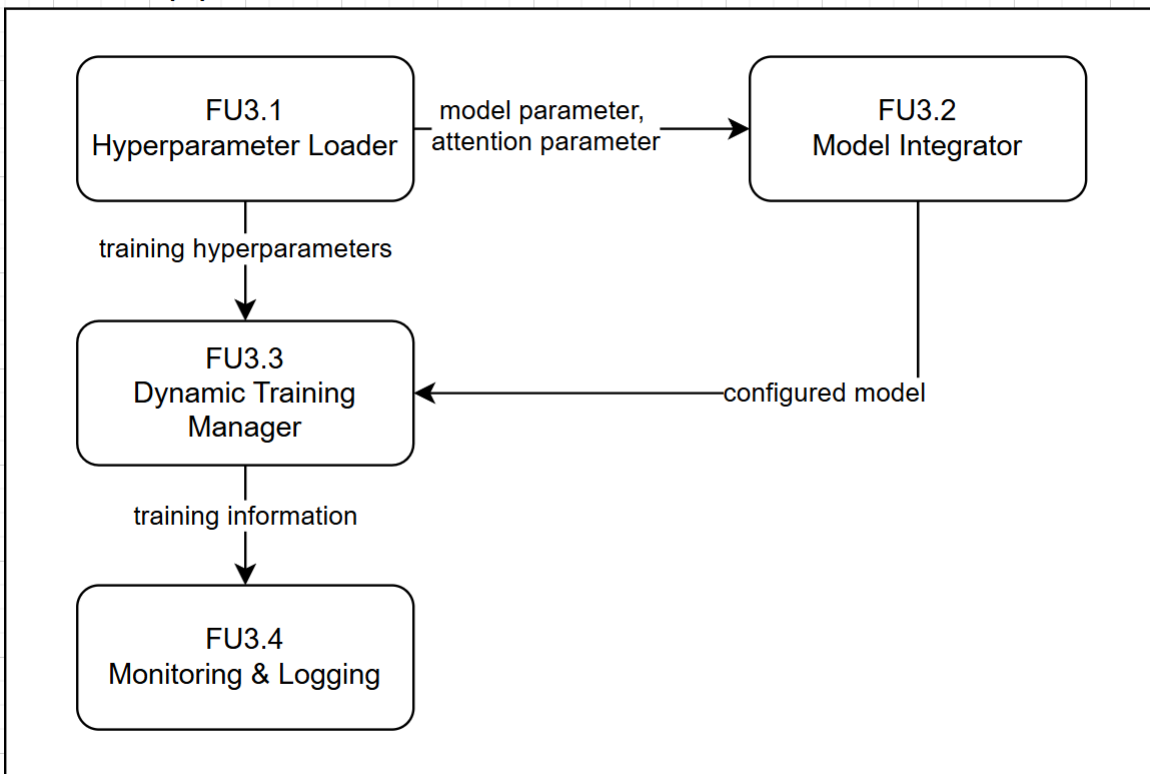 FU3.1
Hyperparameter Loader
model parameter,
attention parameter
FU3.2
Model Integrator
training hyperparameters
FU3.3
Dynamic Training
Manager
configured model
training information
FU3.4
Monitoring & Logging